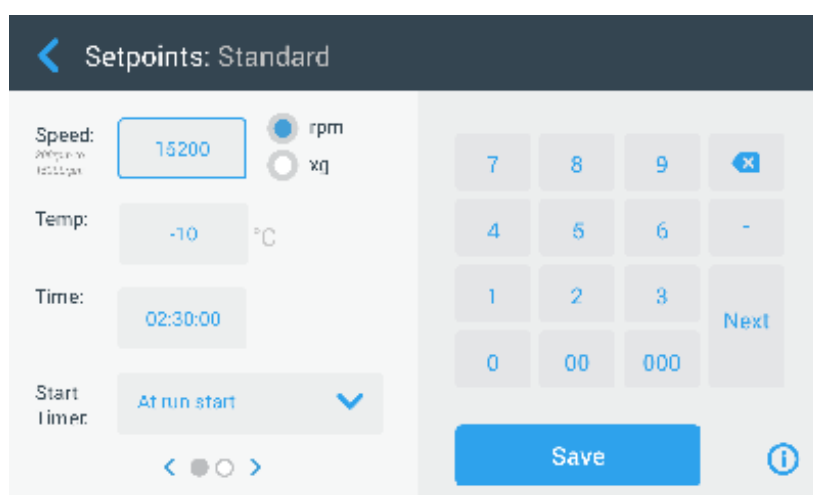 Setpoints: Standard
Speed:
15200
rpm
xg
Temp:
-10
°C
Time:
02:30:00
Start
Timer:
At run start
7 8 9
4 5 6 -
1 2 3
Next
0 00 000
Save